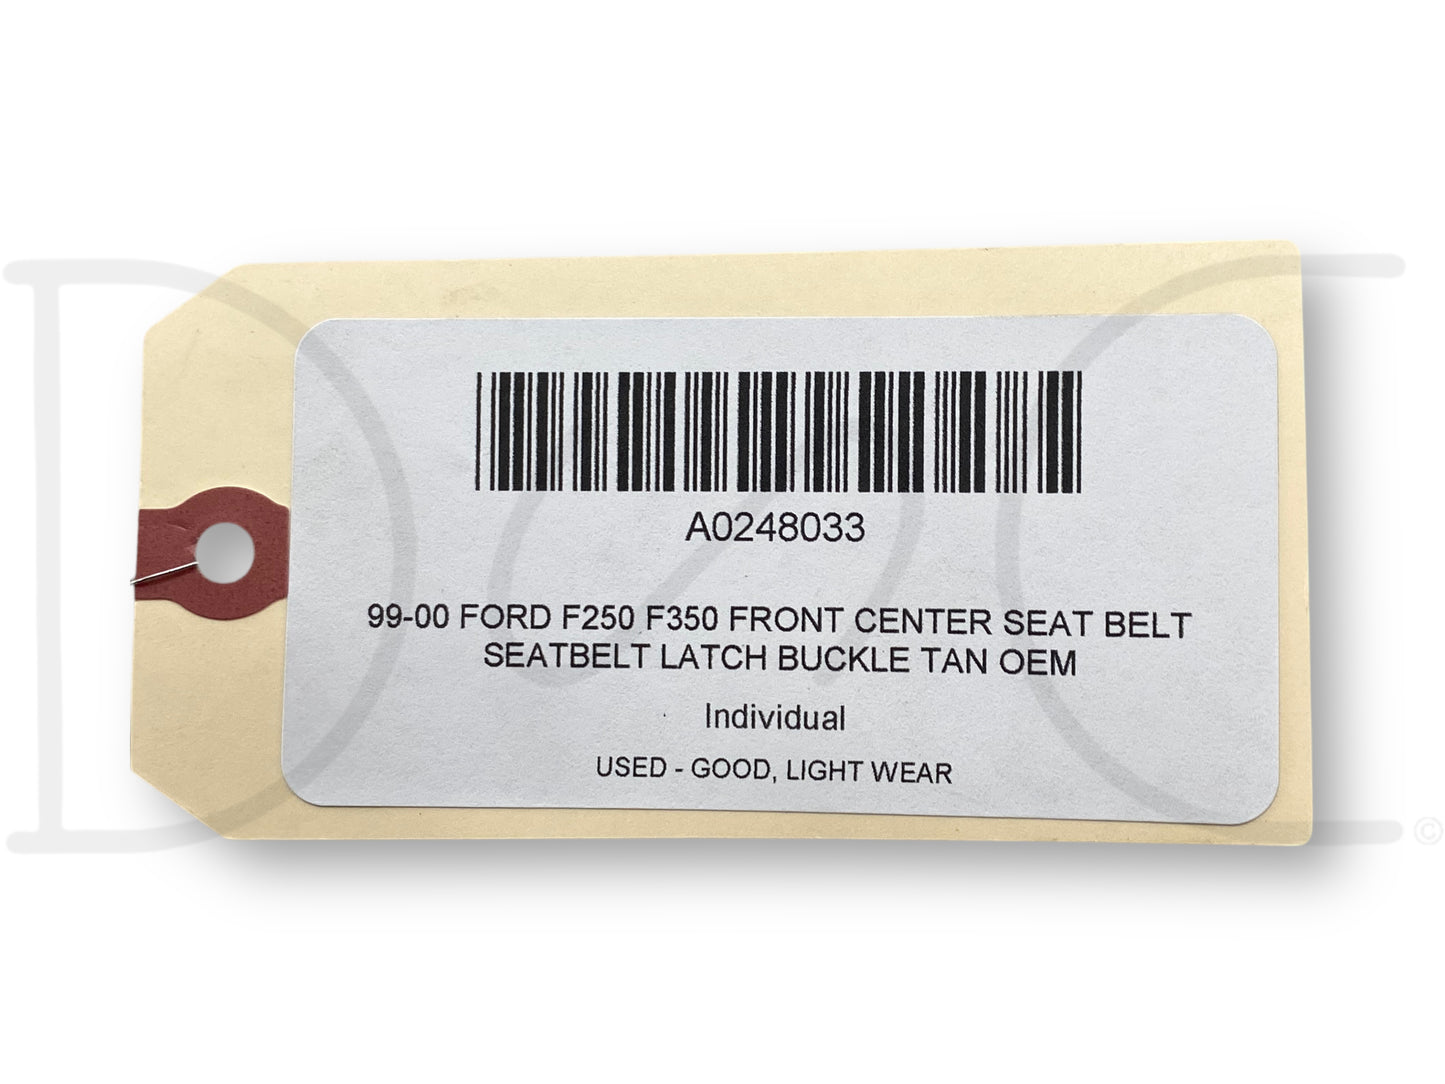 A0248033
99-00 FORD F250 F350 FRONT CENTER SEAT BELT
SEATBELT LATCH BUCKLE TAN OEM
Individual
USED - GOOD, LIGHT WEAR
D C
©